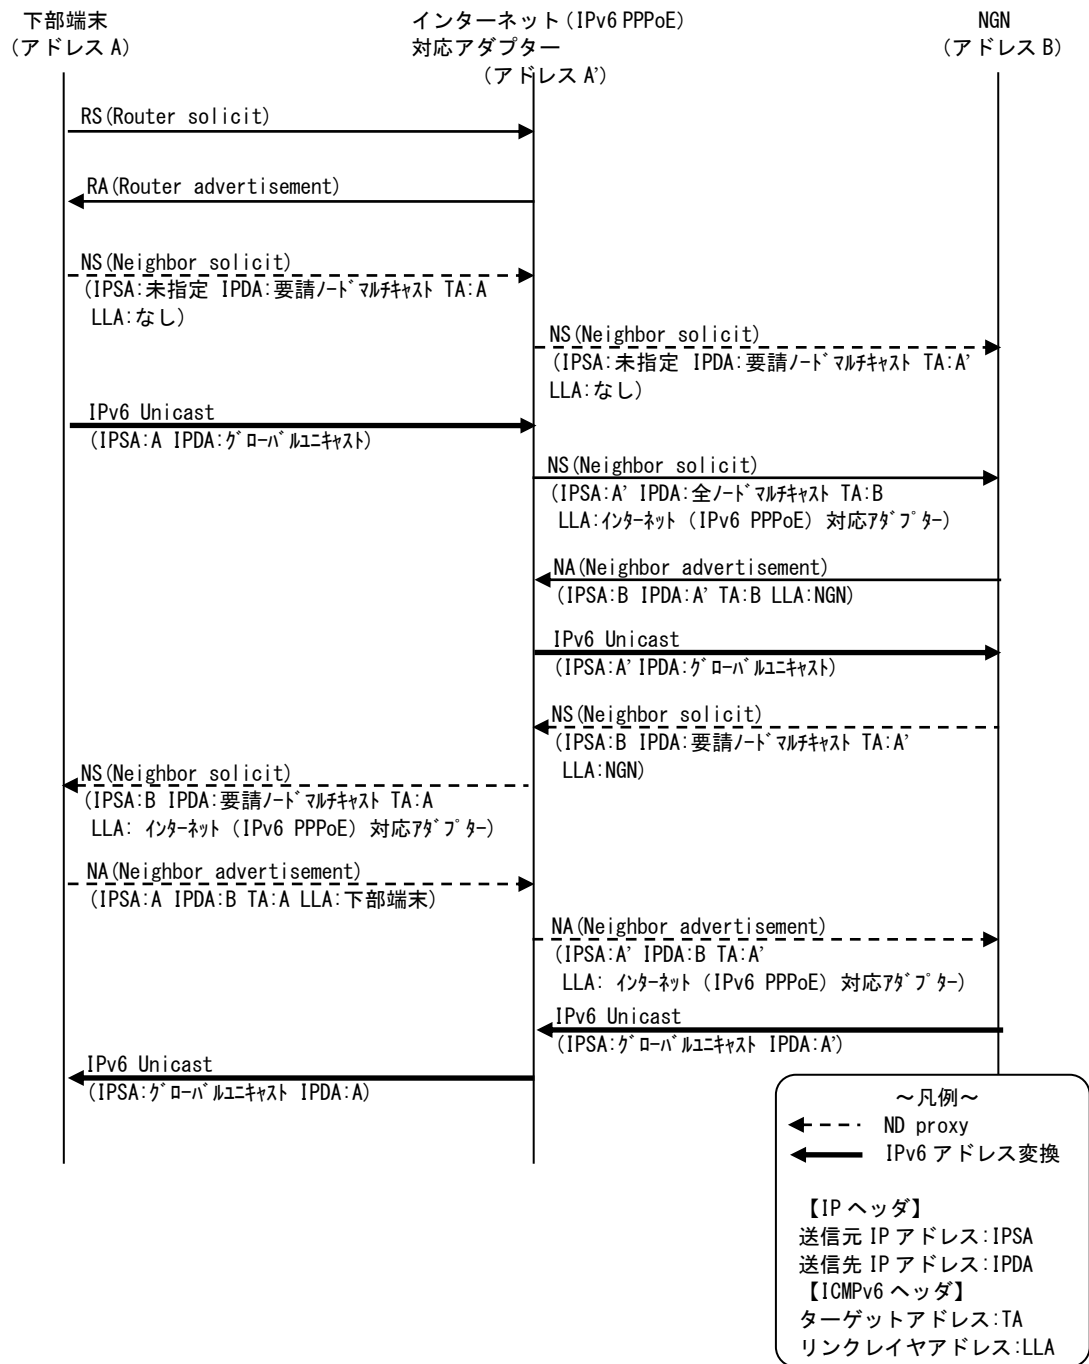 下部端末
(アドレス A)
インターネット(IPv6 PPPoE)
対応アダプター
(アドレス A’)
NGN
(アドレス B)
RS(Router solicit)
RA(Router advertisement)
NS(Neighbor solicit)
(IPSA:未指定 IPDA:要請ﾉｰﾄﾞﾏﾙﾁｷｬｽﾄ TA:A
LLA:なし)
NS(Neighbor solicit)
(IPSA:未指定 IPDA:要請ﾉｰﾄﾞﾏﾙﾁｷｬｽﾄ TA:A’
LLA:なし)
IPv6 Unicast
(IPSA:A IPDA:ｸﾞﾛｰﾊﾞﾙﾕﾆｷｬｽﾄ)
NS(Neighbor solicit)
(IPSA:A’ IPDA:全ﾉｰﾄﾞﾏﾙﾁｷｬｽﾄ TA:B
LLA:ｲﾝﾀｰﾈｯﾄ (IPv6 PPPoE) 対応ｱﾀﾞﾌﾟﾀｰ)
NA(Neighbor advertisement)
(IPSA:B IPDA:A’ TA:B LLA:NGN)
IPv6 Unicast
(IPSA:A’ IPDA:ｸﾞﾛｰﾊﾞﾙﾕﾆｷｬｽﾄ)
NS(Neighbor solicit)
(IPSA:B IPDA:要請ﾉｰﾄﾞﾏﾙﾁｷｬｽﾄ TA:A’
LLA:NGN)
NS(Neighbor solicit)
(IPSA:B IPDA:要請ﾉｰﾄﾞﾏﾙﾁｷｬｽﾄ TA:A
LLA: ｲﾝﾀｰﾈｯﾄ (IPv6 PPPoE) 対応ｱﾀﾞﾌﾟﾀｰ)
NA(Neighbor advertisement)
(IPSA:A IPDA:B TA:A LLA:下部端末)
NA(Neighbor advertisement)
(IPSA:A’ IPDA:B TA:A’
LLA: ｲﾝﾀｰﾈｯﾄ (IPv6 PPPoE) 対応ｱﾀﾞﾌﾟﾀｰ)
IPv6 Unicast
(IPSA:ｸﾞﾛｰﾊﾞﾙﾕﾆｷｬｽﾄ IPDA:A’)
IPv6 Unicast
(IPSA:ｸﾞﾛｰﾊﾞﾙﾕﾆｷｬｽﾄ IPDA:A)
～凡例～
ND proxy
IPv6 アドレス変換
【IP ヘッダ】
送信元 IP アドレス:IPSA
送信先 IP アドレス:IPDA
【ICMPv6 ヘッダ】
ターゲットアドレス:TA
リンクレイヤアドレス:LLA